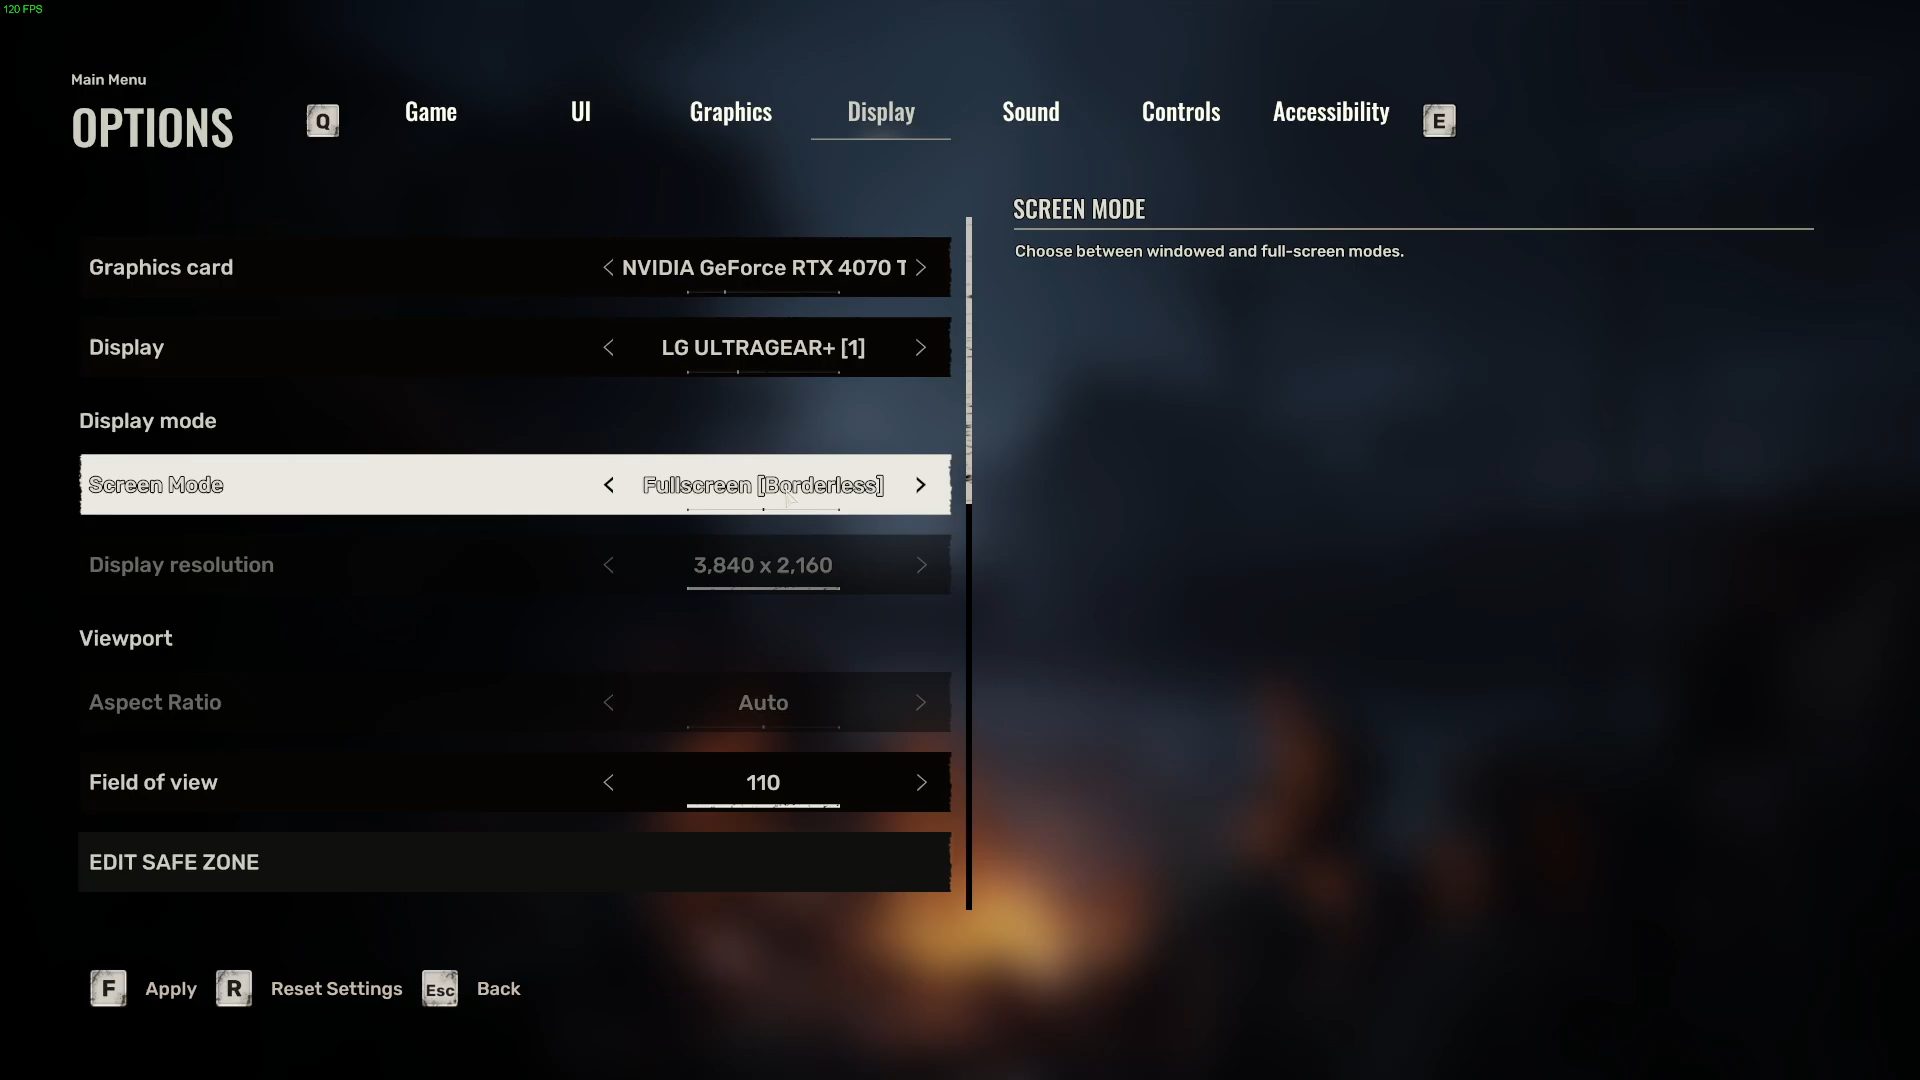 120 FPS
Main Menu
OPTIONS
Q
Game
UI
Graphics
Display
Sound
Controls
Accessibility
E
SCREEN MODE
Choose between windowed and full-screen modes.
Graphics card
NVIDIA GeForce RTX 4070 T
Display
LG ULTRAGEAR+ [1]
Display mode
Screen Mode
Fullscreen [Borderless]
Display resolution
3,840 x 2,160
Viewport
Aspect Ratio
Auto
Field of view
110
EDIT SAFE ZONE
F Apply R Reset Settings Esc Back